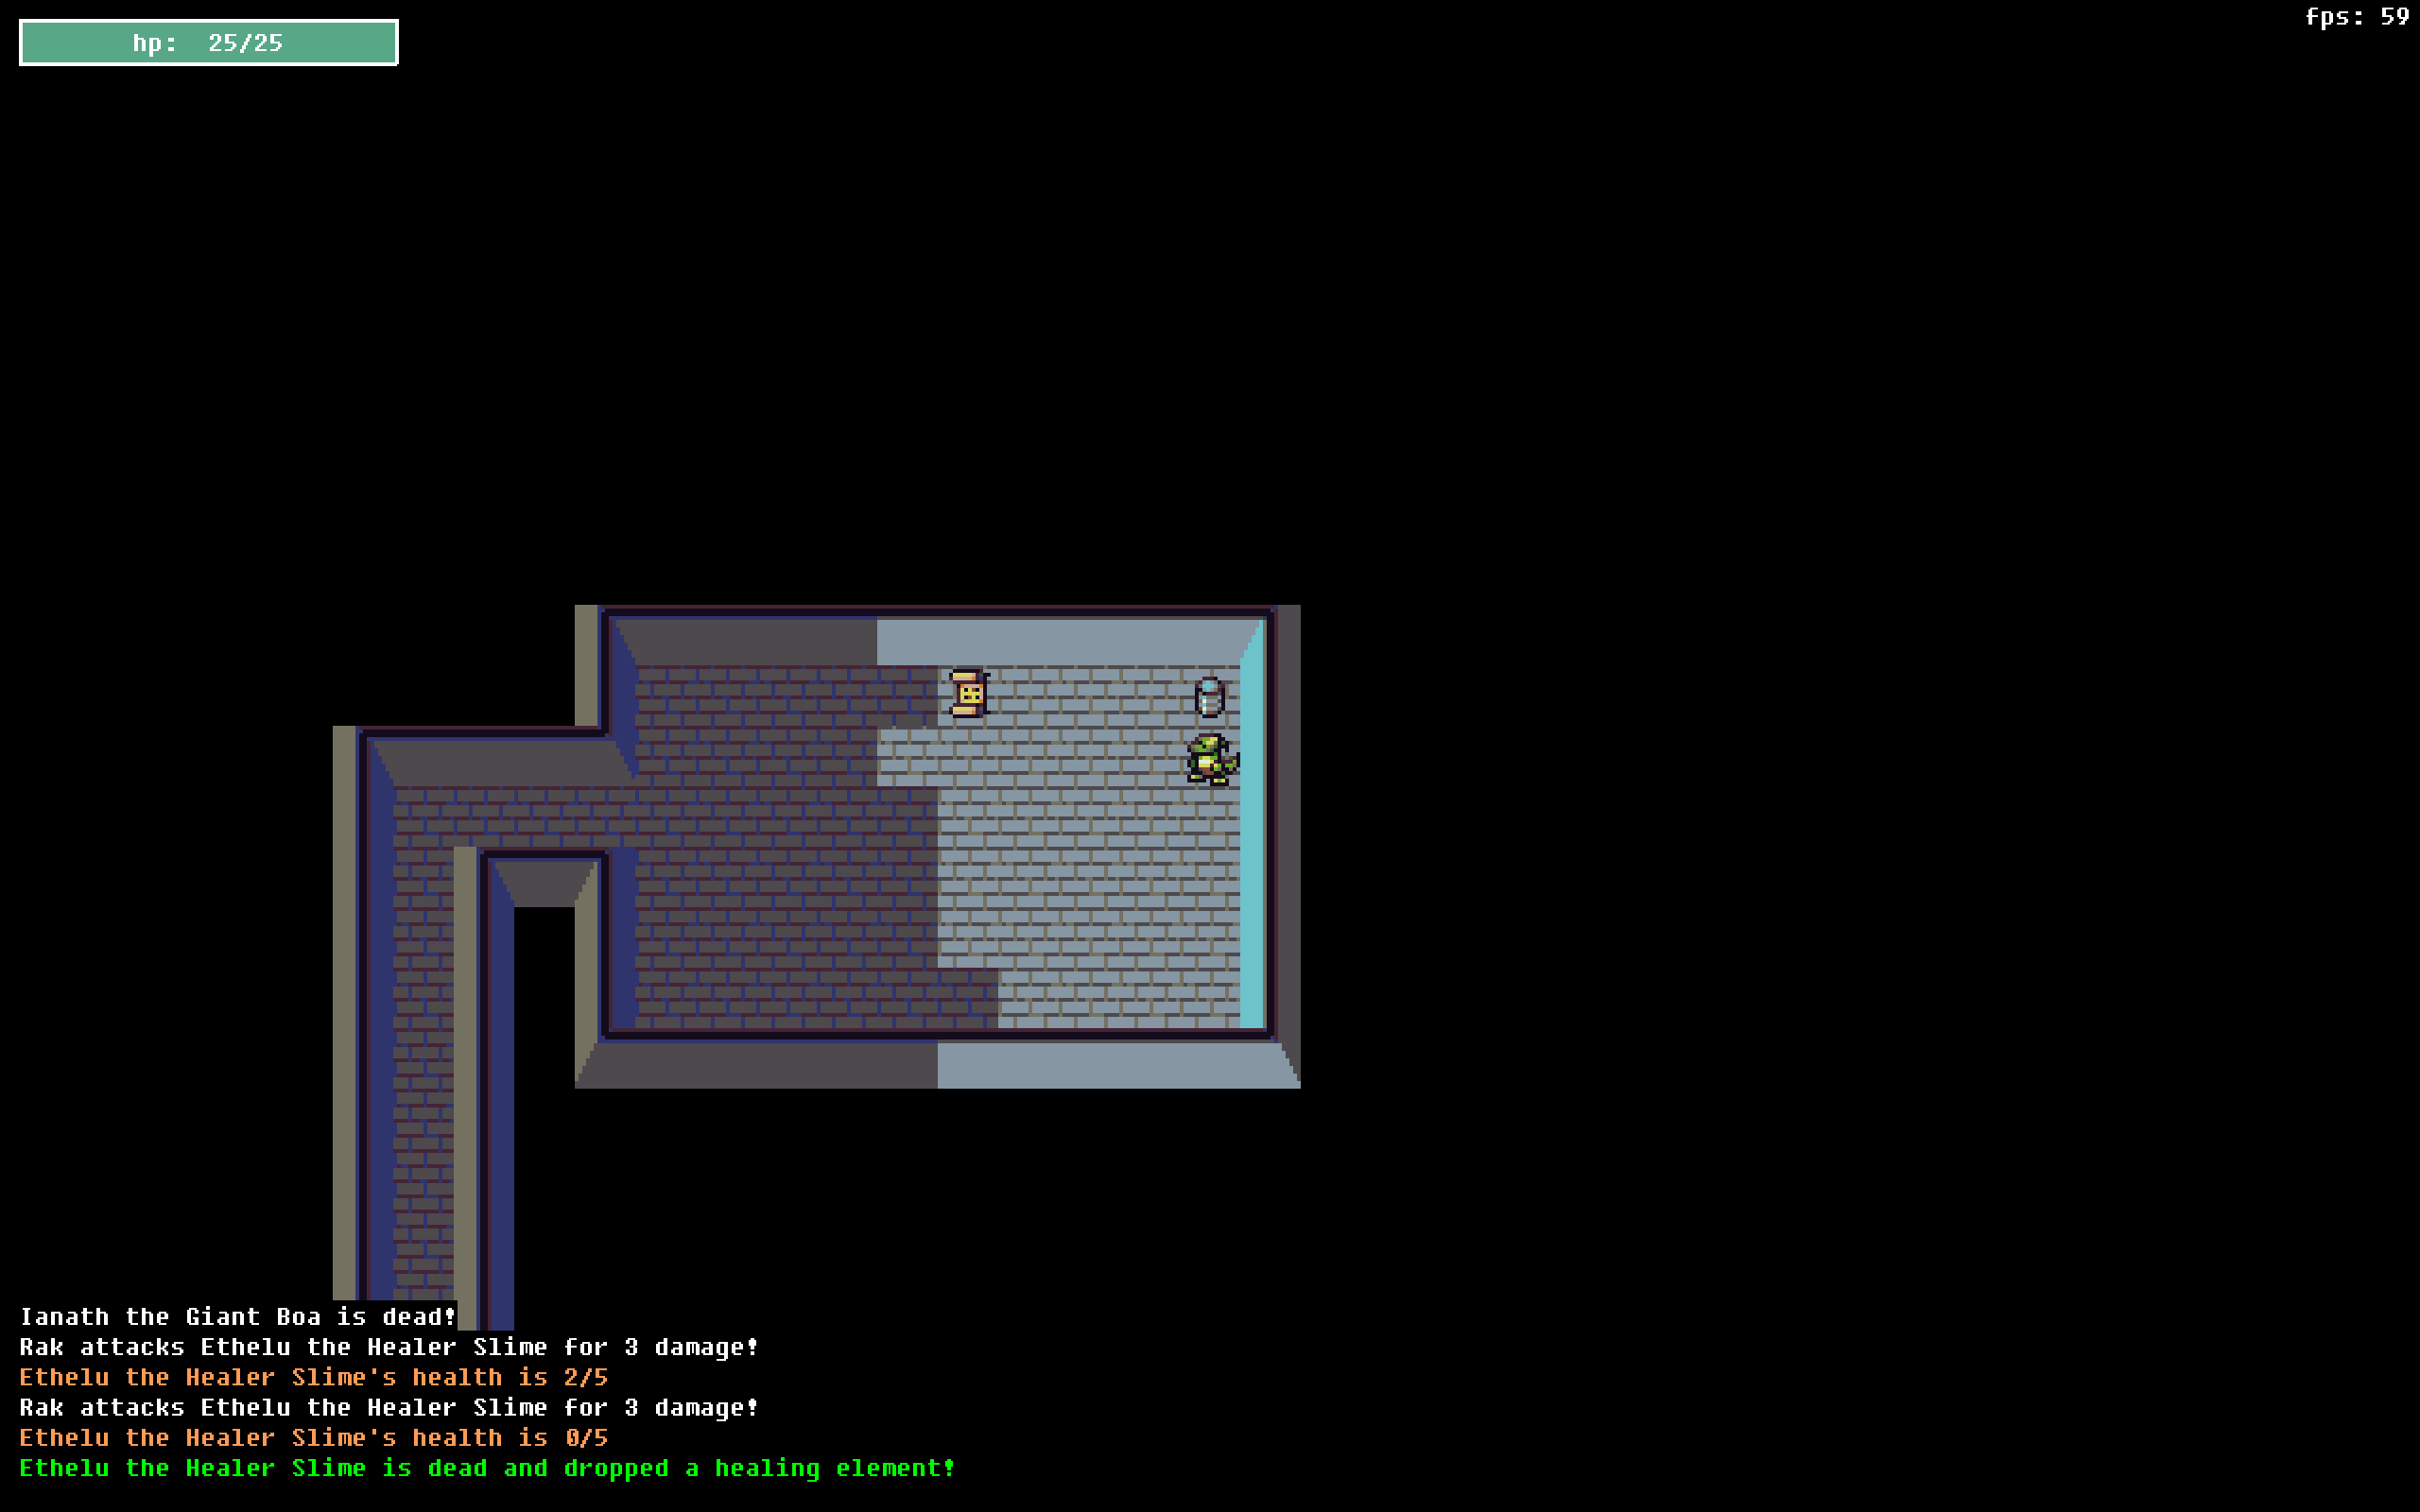 hp: 25/25
fps: 59
Ianath the Giant Boa is dead!
Rak attacks Ethelu the Healer Slime for 3 damage!
Ethelu the Healer Slime's health is 2/5
Rak attacks Ethelu the Healer Slime for 3 damage!
Ethelu the Healer Slime's health is 0/5
Ethelu the Healer Slime is dead and dropped a healing element!